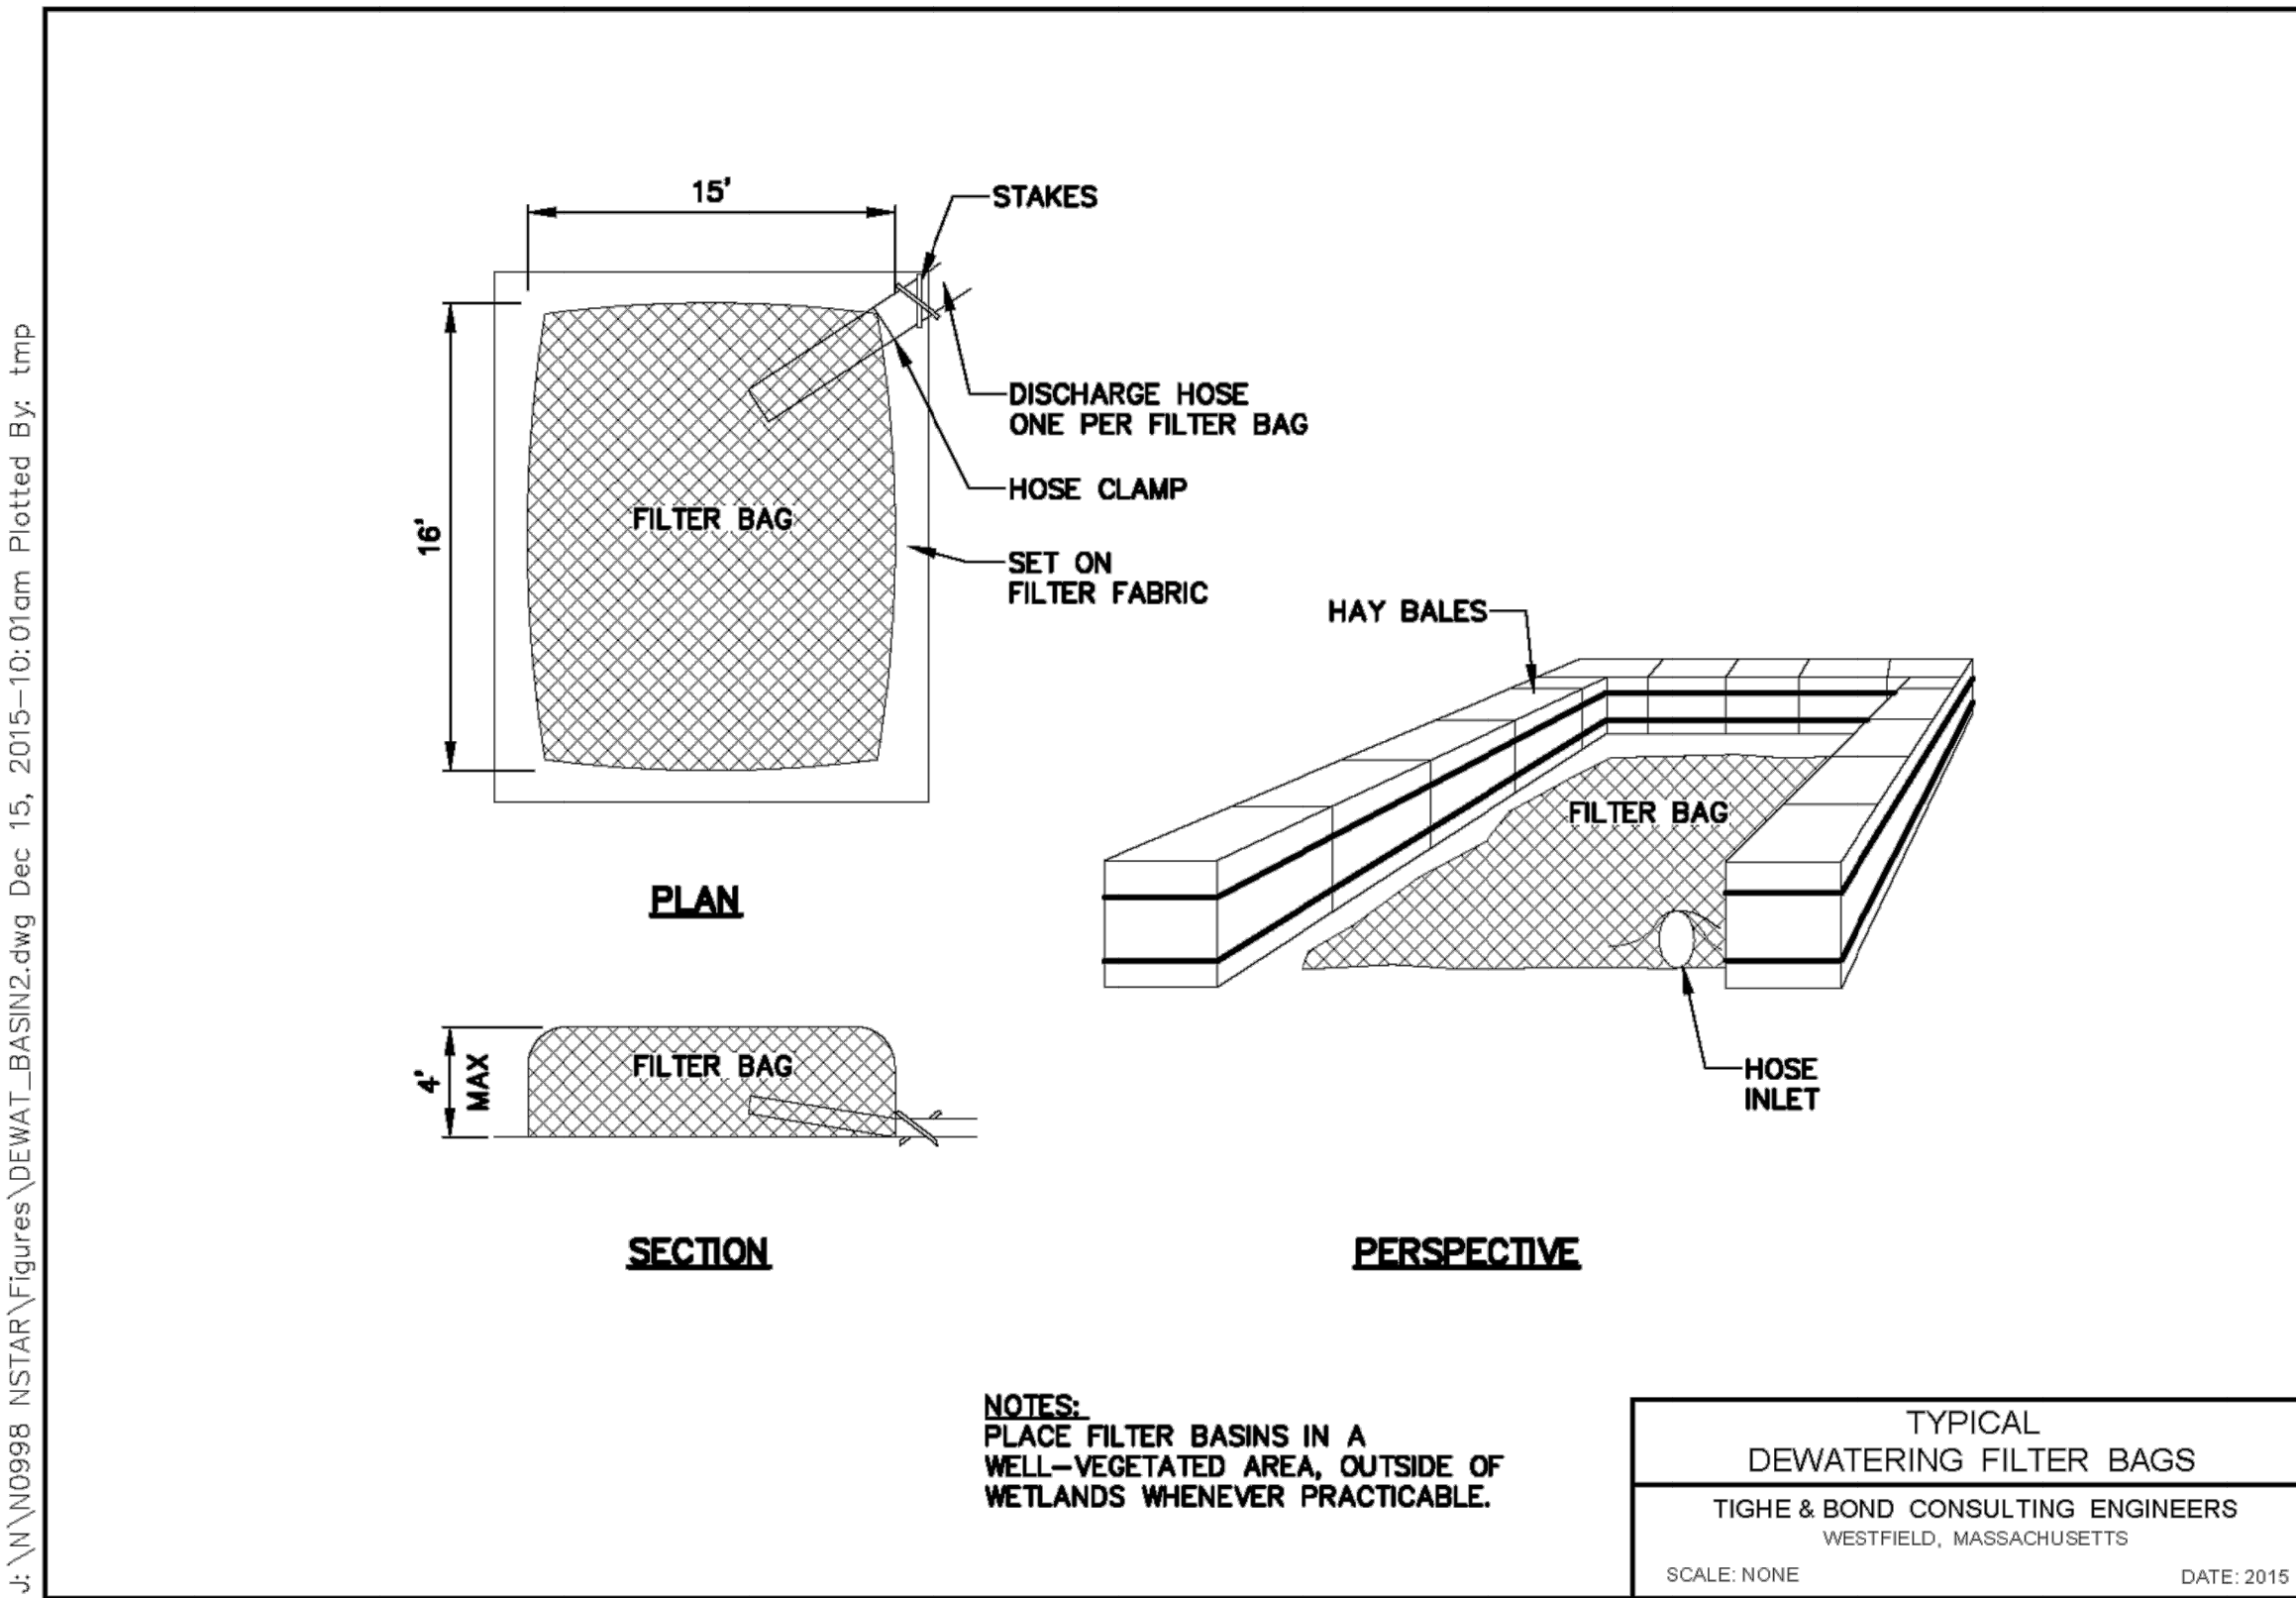 J:\N\N0998 NSTAR\Figures\DEWAT_BASIN2.dwg Dec 15, 2015-10:01am Plotted By: tmp
15'
STAKES
16'
DISCHARGE HOSE
ONE PER FILTER BAG
HOSE CLAMP
FILTER BAG
SET ON
FILTER FABRIC
PLAN
HAY BALES
FILTER BAG
HOSE
INLET
PERSPECTIVE
4'
MAX
FILTER BAG
SECTION
NOTES:
PLACE FILTER BASINS IN A
WELL-VEGETATED AREA, OUTSIDE OF
WETLANDS WHENEVER PRACTICABLE.
TYPICAL
DEWATERING FILTER BAGS
TIGHE & BOND CONSULTING ENGINEERS
WESTFIELD, MASSACHUSETTS
SCALE: NONE
DATE: 2015